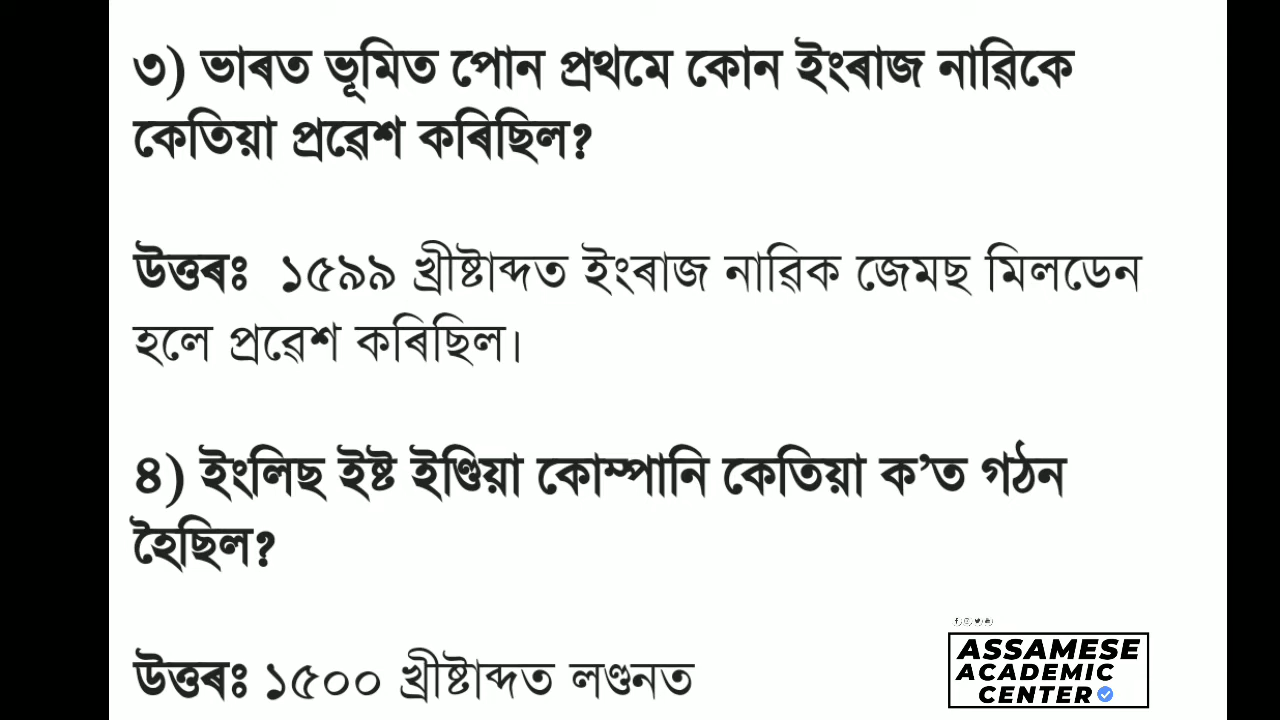 ৩) ভাৰত ভূমিত পোন প্ৰথমে কোন ইংৰাজ নাৱিকে
কেতিয়া প্ৰৱেশ কৰিছিল?
উত্তৰঃ ১৫৯৯ খ্ৰীষ্টাব্দত ইংৰাজ নাৱিক জেমছ মিলডেন
হলে প্ৰৱেশ কৰিছিল।
৪) ইংলিছ ইষ্ট ইণ্ডিয়া কোম্পানি কেতিয়া ক’ত গঠন
হৈছিল?
উত্তৰঃ ১৫০০ খ্ৰীষ্টাব্দত লণ্ডনত
ASSAMESE
ACADEMIC
CENTER